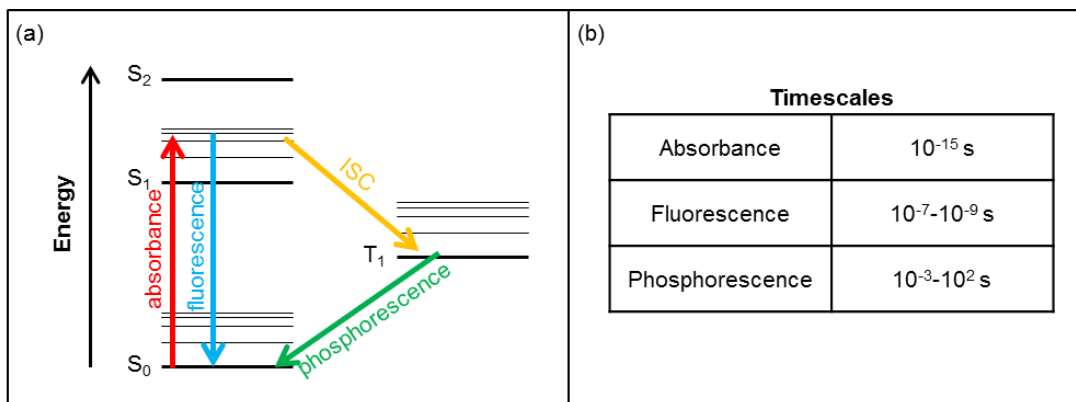 (a)
S₂
S₁
S₀
Energy
absorbance
fluorescence
ISC
T₁
phosphorescence
(b)
Timescales
Absorbance 10⁻¹⁵ s
Fluorescence 10⁻⁷-10⁻⁹ s
Phosphorescence 10⁻³-10² s